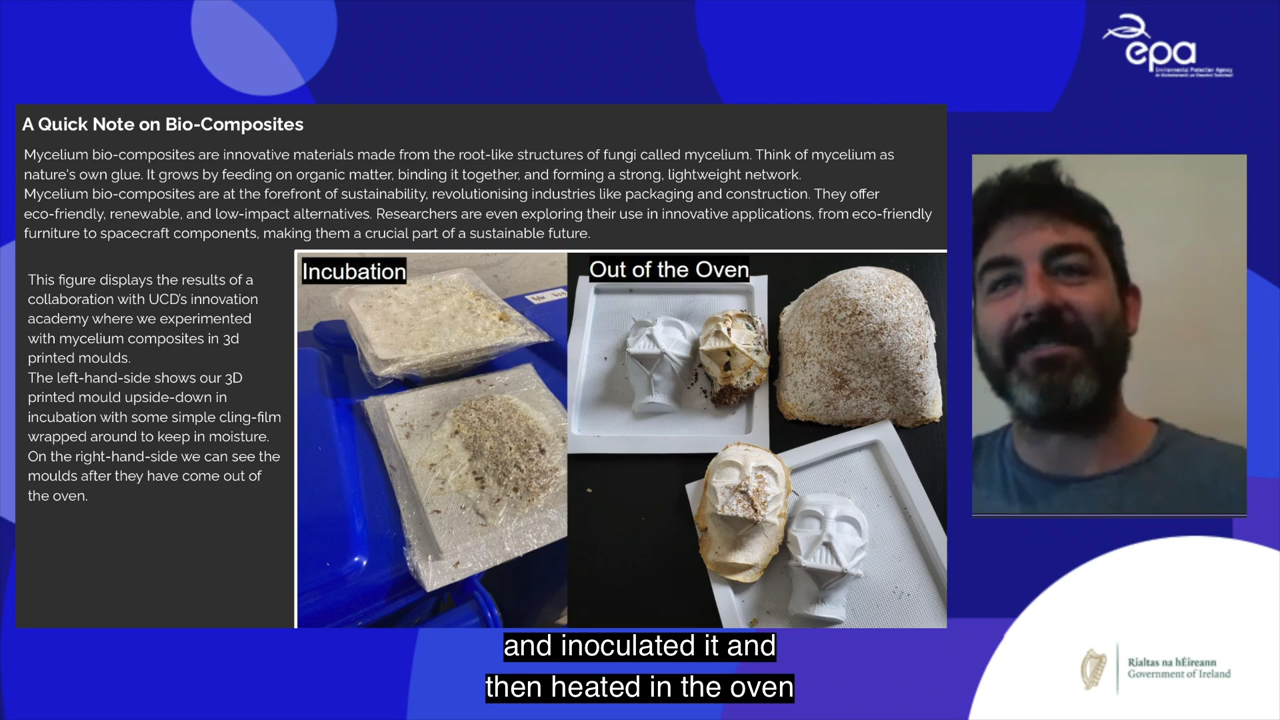 epa
Environmental Protection Agency
A Quick Note on Bio-Composites
Mycelium bio-composites are innovative materials made from the root-like structures of fungi called mycelium. Think of mycelium as
nature's own glue. It grows by feeding on organic matter, binding it together, and forming a strong, lightweight network.
Mycelium bio-composites are at the forefront of sustainability, revolutionising industries like packaging and construction. They offer
eco-friendly, renewable, and low-impact alternatives. Researchers are even exploring their use in innovative applications, from eco-friendly
furniture to spacecraft components, making them a crucial part of a sustainable future.
This figure displays the results of a
collaboration with UCD's innovation
academy where we experimented
with mycelium composites in 3d
printed moulds.
The left-hand-side shows our 3D
printed mould upside-down in
incubation with some simple cling-film
wrapped around to keep in moisture.
On the right-hand-side we can see the
moulds after they have come out of
the oven.
Incubation
Out of the Oven
and inoculated it and
then heated in the oven
Rialtas na hÉireann
Government of Ireland